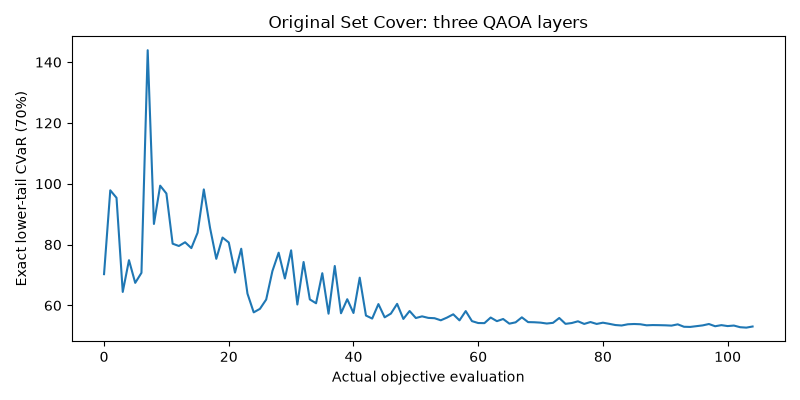 Original Set Cover: three QAOA layers
Exact lower-tail CVaR (70%)
140
120
100
80
60
0 20 40 60 80 100
Actual objective evaluation